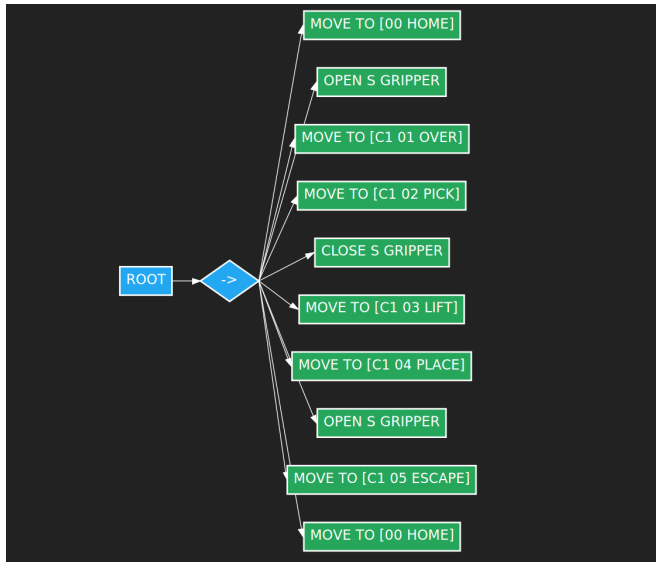 MOVE TO [00 HOME]
OPEN S GRIPPER
MOVE TO [C1 01 OVER]
MOVE TO [C1 02 PICK]
CLOSE S GRIPPER
ROOT
->
MOVE TO [C1 03 LIFT]
MOVE TO [C1 04 PLACE]
OPEN S GRIPPER
MOVE TO [C1 05 ESCAPE]
MOVE TO [00 HOME]